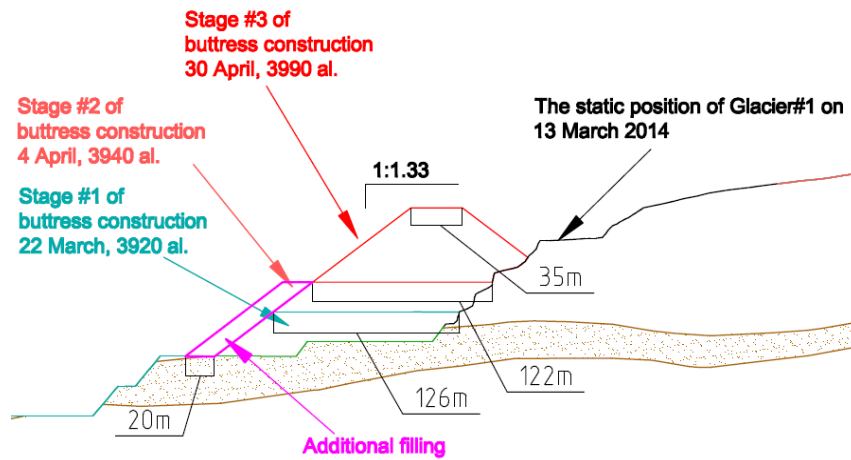 Stage #3 of
buttress construction
30 April, 3990 al.
Stage #2 of
buttress construction
4 April, 3940 al.
The static position of Glacier#1 on
13 March 2014
1:1.33
Stage #1 of
buttress construction
22 March, 3920 al.
35m
122m
126m
20m
Additional filling